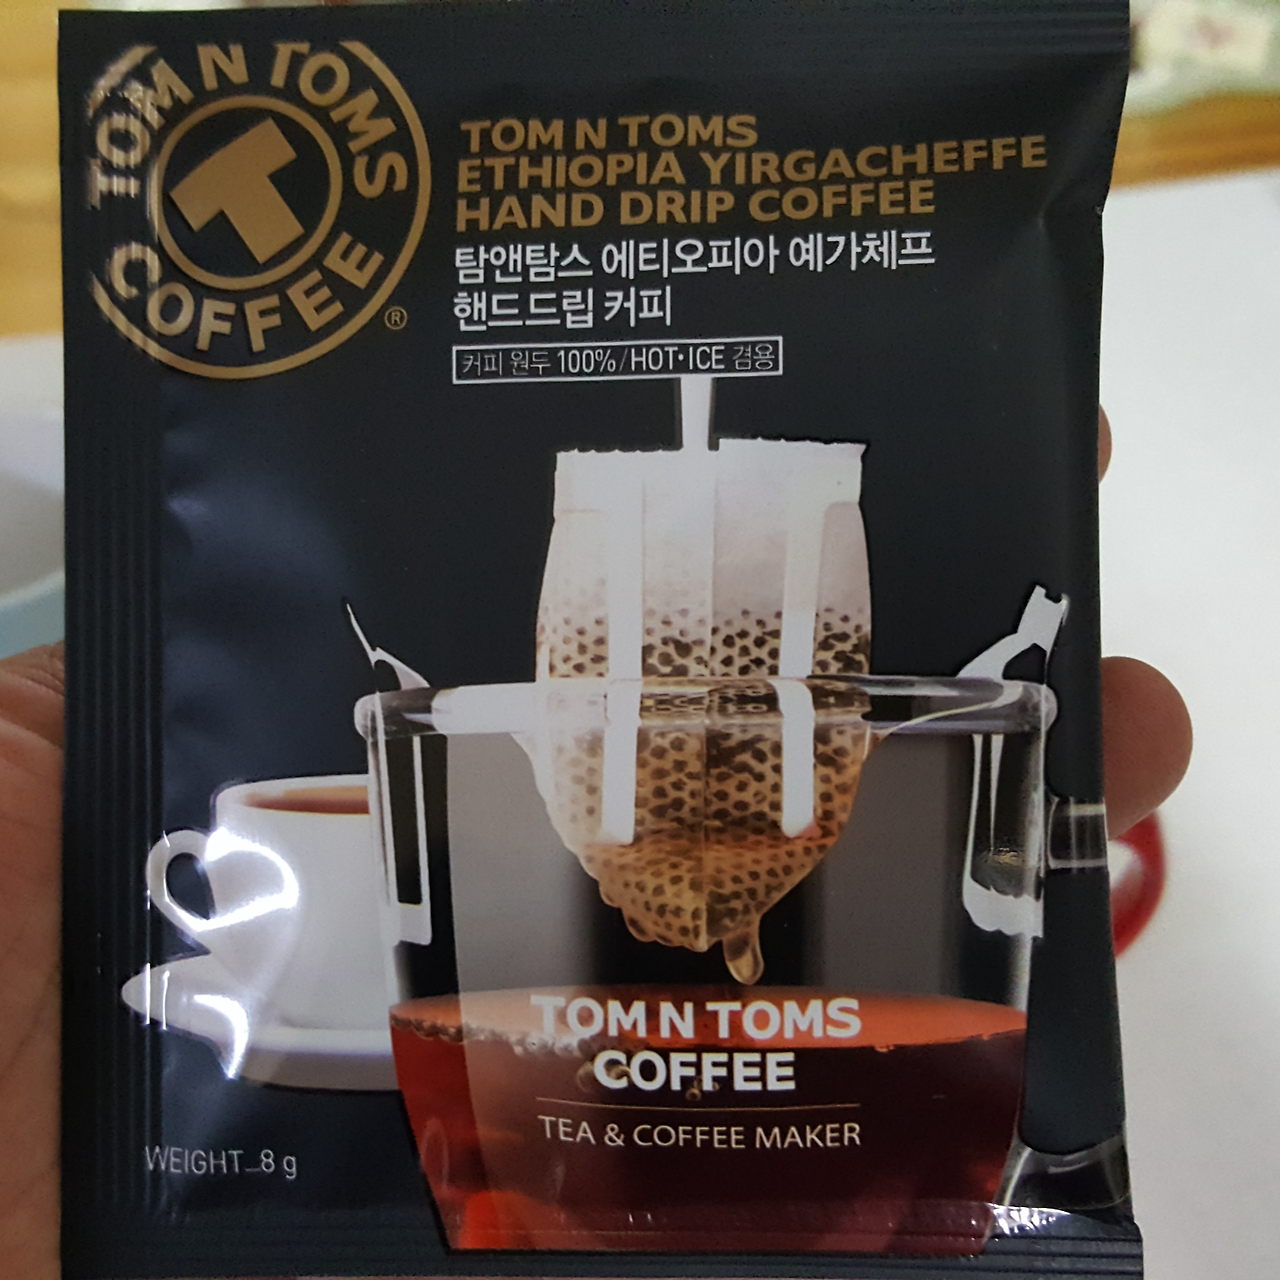 TOM N TOMS
COFFEE
®
TOM N TOMS
ETHIOPIA YIRGACHEFFE
HAND DRIP COFFEE
탐앤탐스 에티오피아 예가체프
핸드드립 커피
커피 원두 100%/HOT·ICE 겸용
TOM N TOMS
COFFEE
TEA & COFFEE MAKER
WEIGHT_8 g